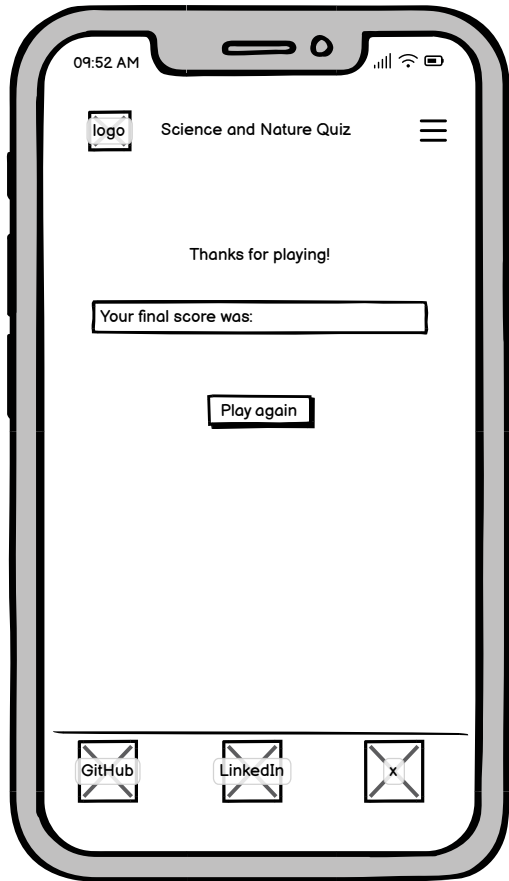 09:52 AM
logo
Science and Nature Quiz
Thanks for playing!
Your final score was:
Play again
GitHub
LinkedIn
x